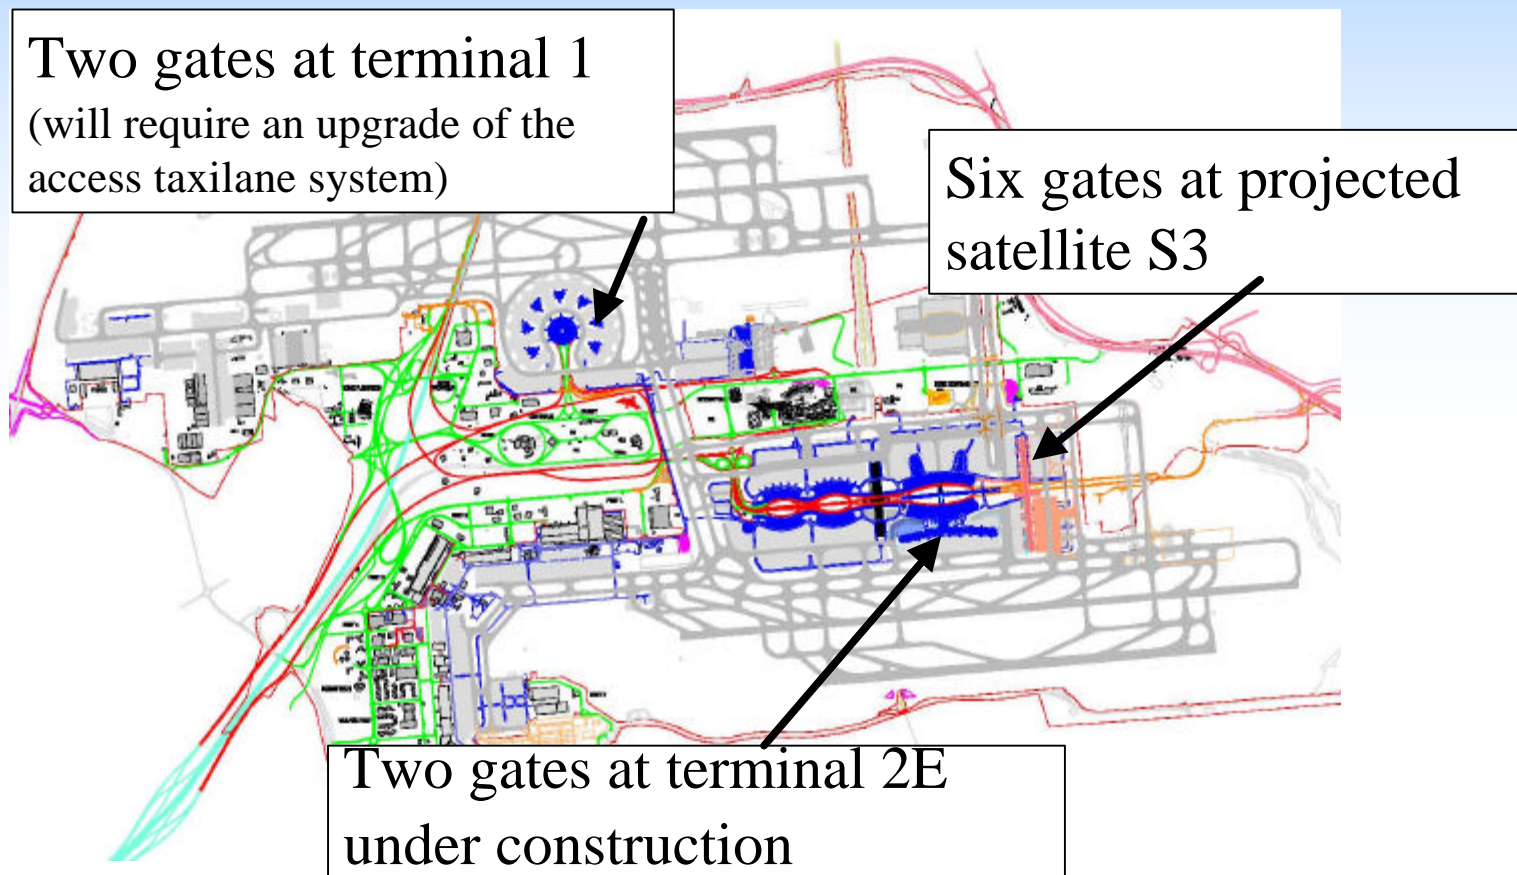 Two gates at terminal 1
(will require an upgrade of the
access taxilane system)
Six gates at projected
satellite S3
Two gates at terminal 2E
under construction